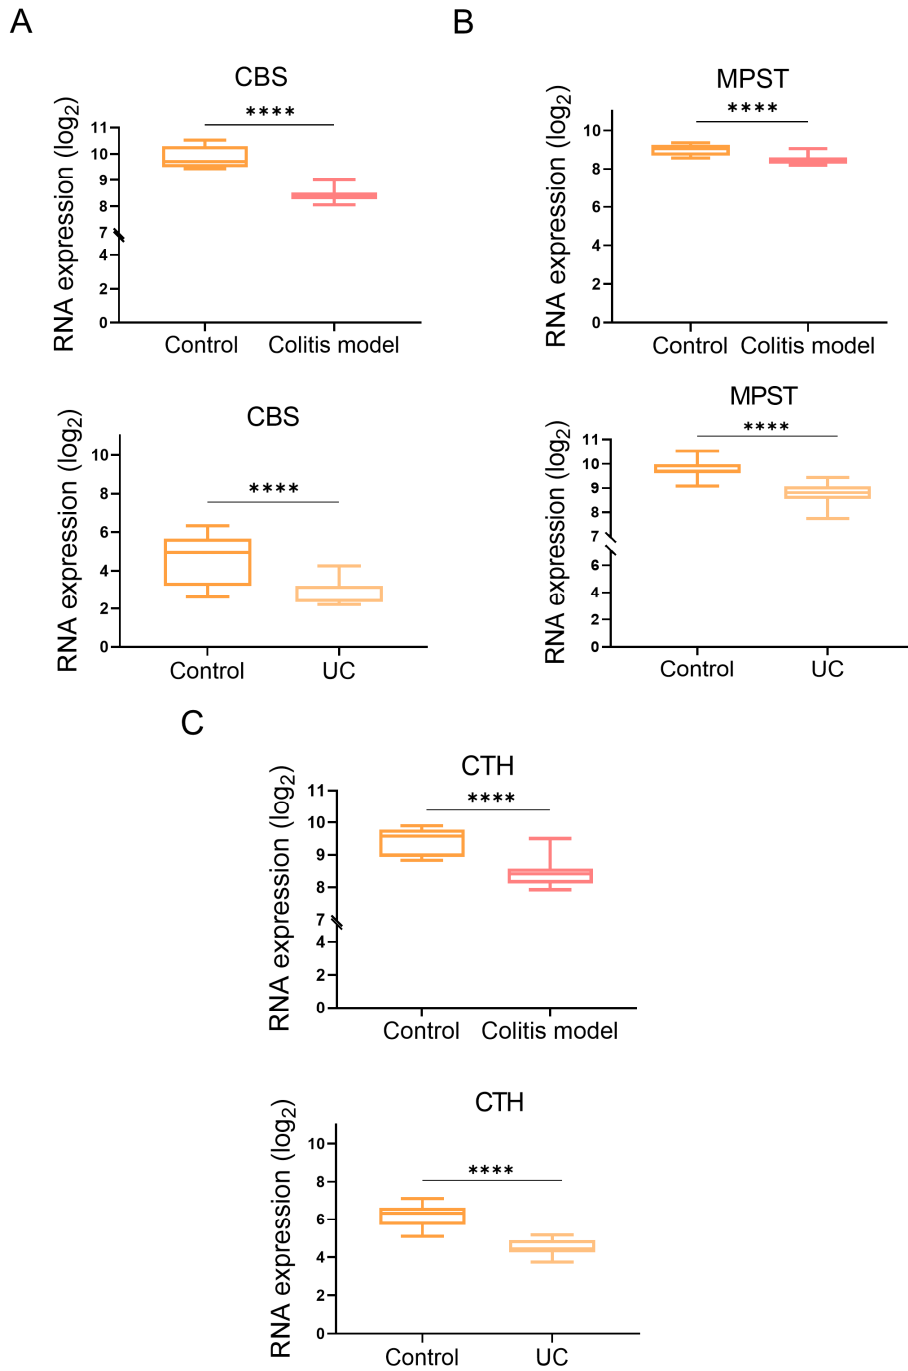 A
B
CBS
****
RNA expression (log2)
11
10
9
8
7
4
2
0
Control
Colitis model
MPST
****
RNA expression (log2)
10
8
6
4
2
0
Control
Colitis model
CBS
****
RNA expression (log2)
10
8
6
4
2
0
Control
UC
MPST
****
RNA expression (log2)
11
10
9
8
7
6
4
2
0
Control
UC
C
CTH
****
RNA expression (log2)
11
10
9
8
7
4
2
0
Control
Colitis model
CTH
****
RNA expression (log2)
10
8
6
4
2
0
Control
UC